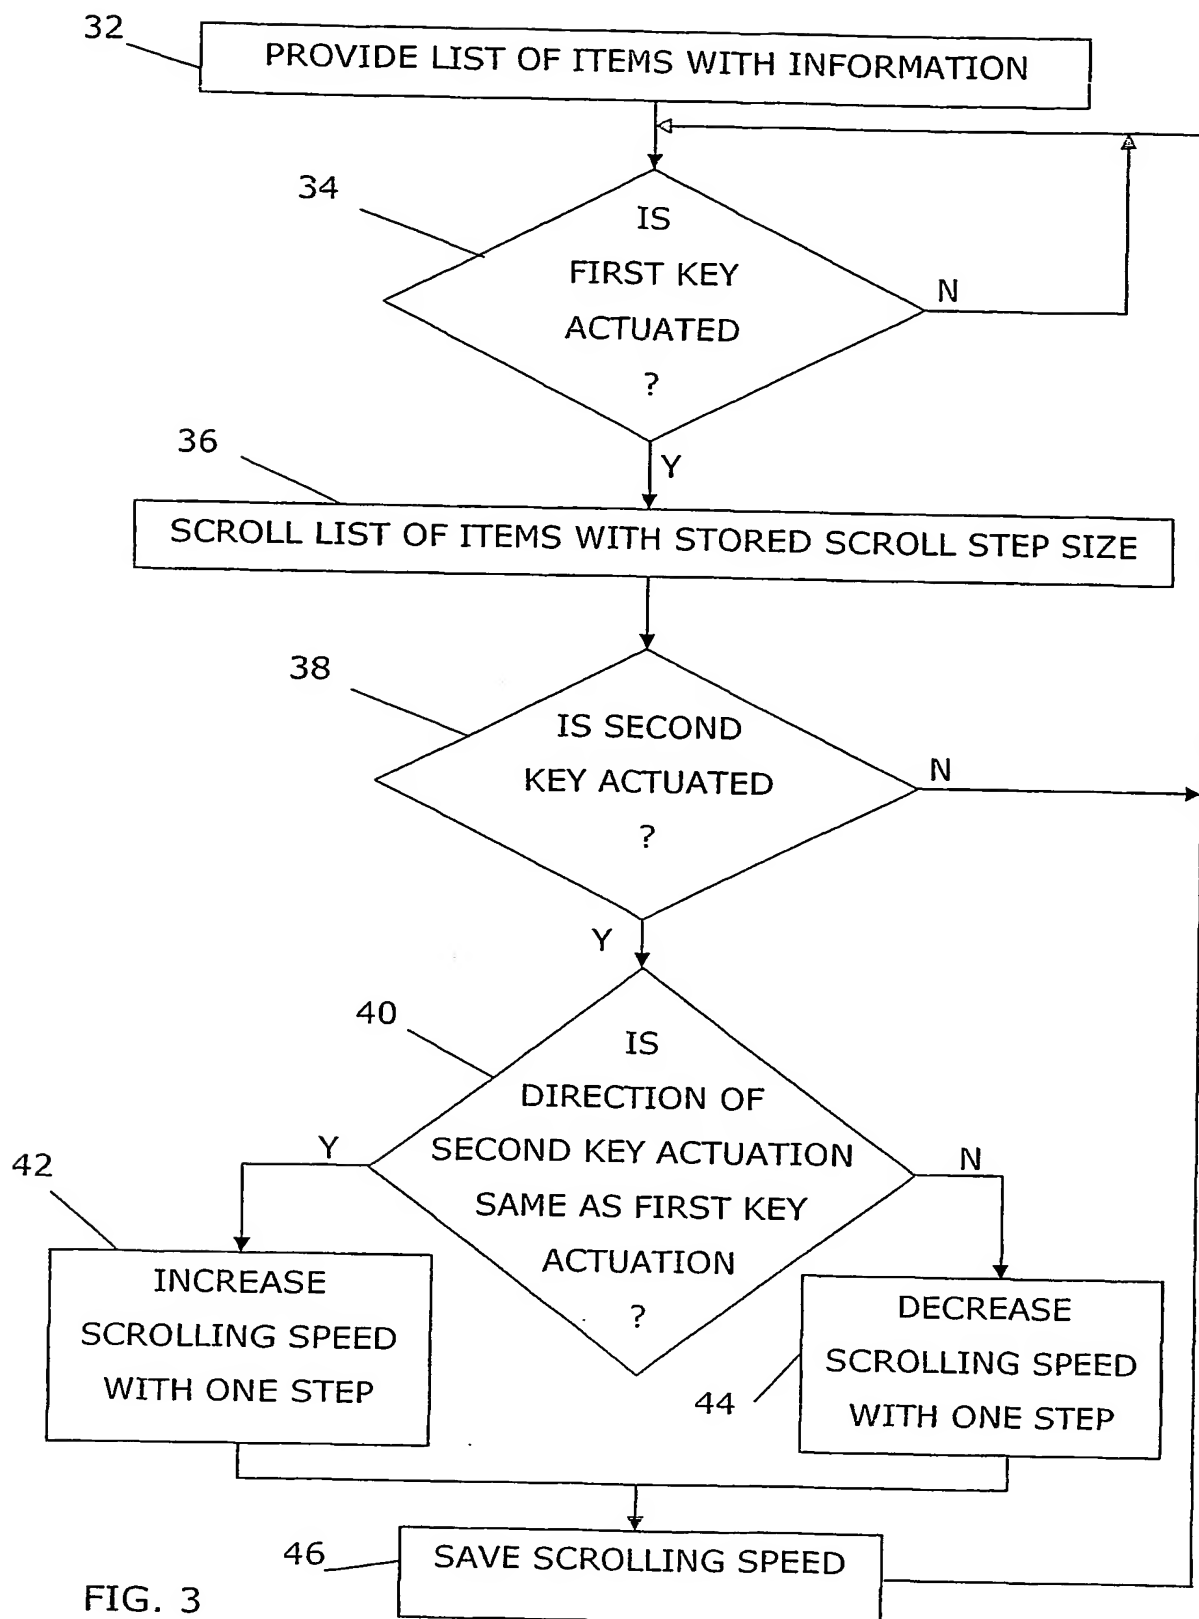 32
PROVIDE LIST OF ITEMS WITH INFORMATION
34
IS
FIRST KEY
ACTUATED
?
N
Y
36
SCROLL LIST OF ITEMS WITH STORED SCROLL STEP SIZE
38
IS SECOND
KEY ACTUATED
?
N
Y
40
IS
DIRECTION OF
SECOND KEY ACTUATION
SAME AS FIRST KEY
ACTUATION
?
Y
N
42
INCREASE
SCROLLING SPEED
WITH ONE STEP
44
DECREASE
SCROLLING SPEED
WITH ONE STEP
46
SAVE SCROLLING SPEED
FIG. 3